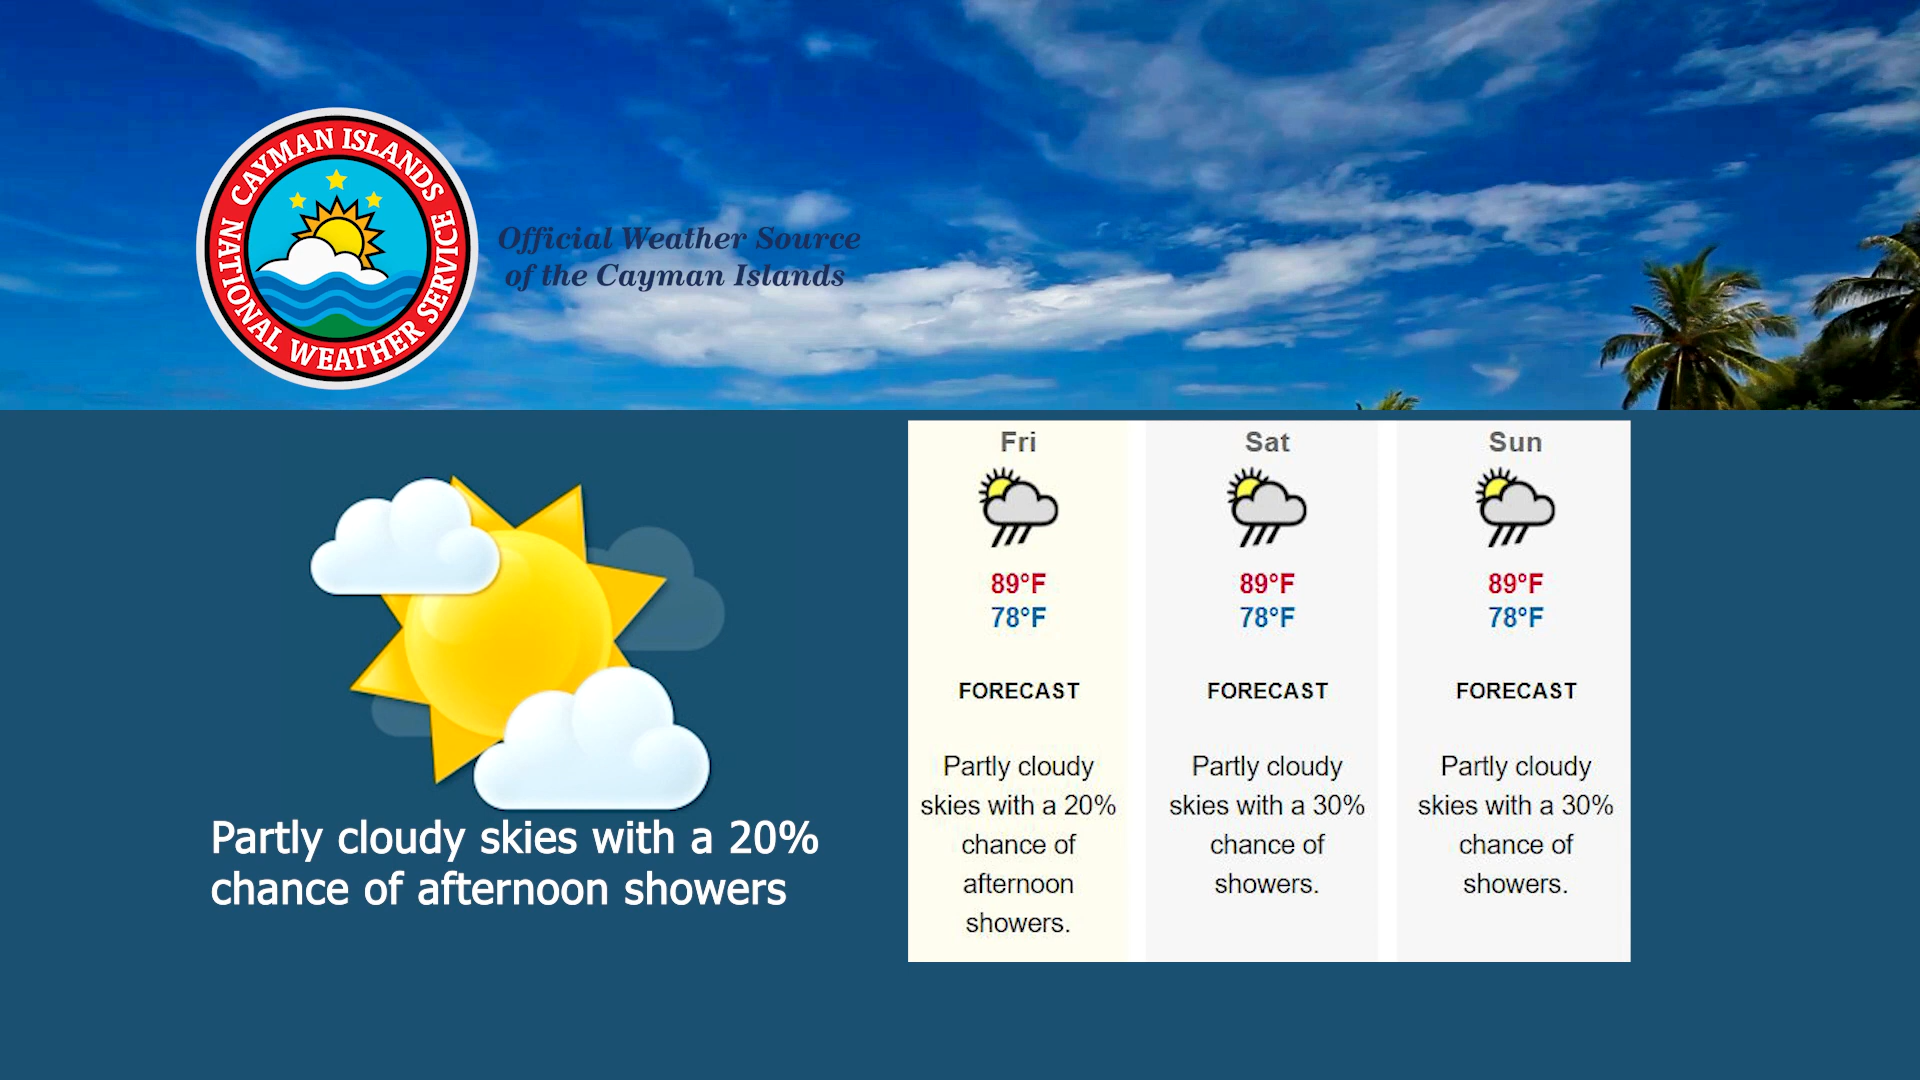 CAYMAN ISLANDS
NATIONAL WEATHER SERVICE
Official Weather Source
of the Cayman Islands
Partly cloudy skies with a 20%
chance of afternoon showers
Fri
89°F
78°F
FORECAST
Partly cloudy
skies with a 20%
chance of
afternoon
showers.
Sat
89°F
78°F
FORECAST
Partly cloudy
skies with a 30%
chance of
showers.
Sun
89°F
78°F
FORECAST
Partly cloudy
skies with a 30%
chance of
showers.